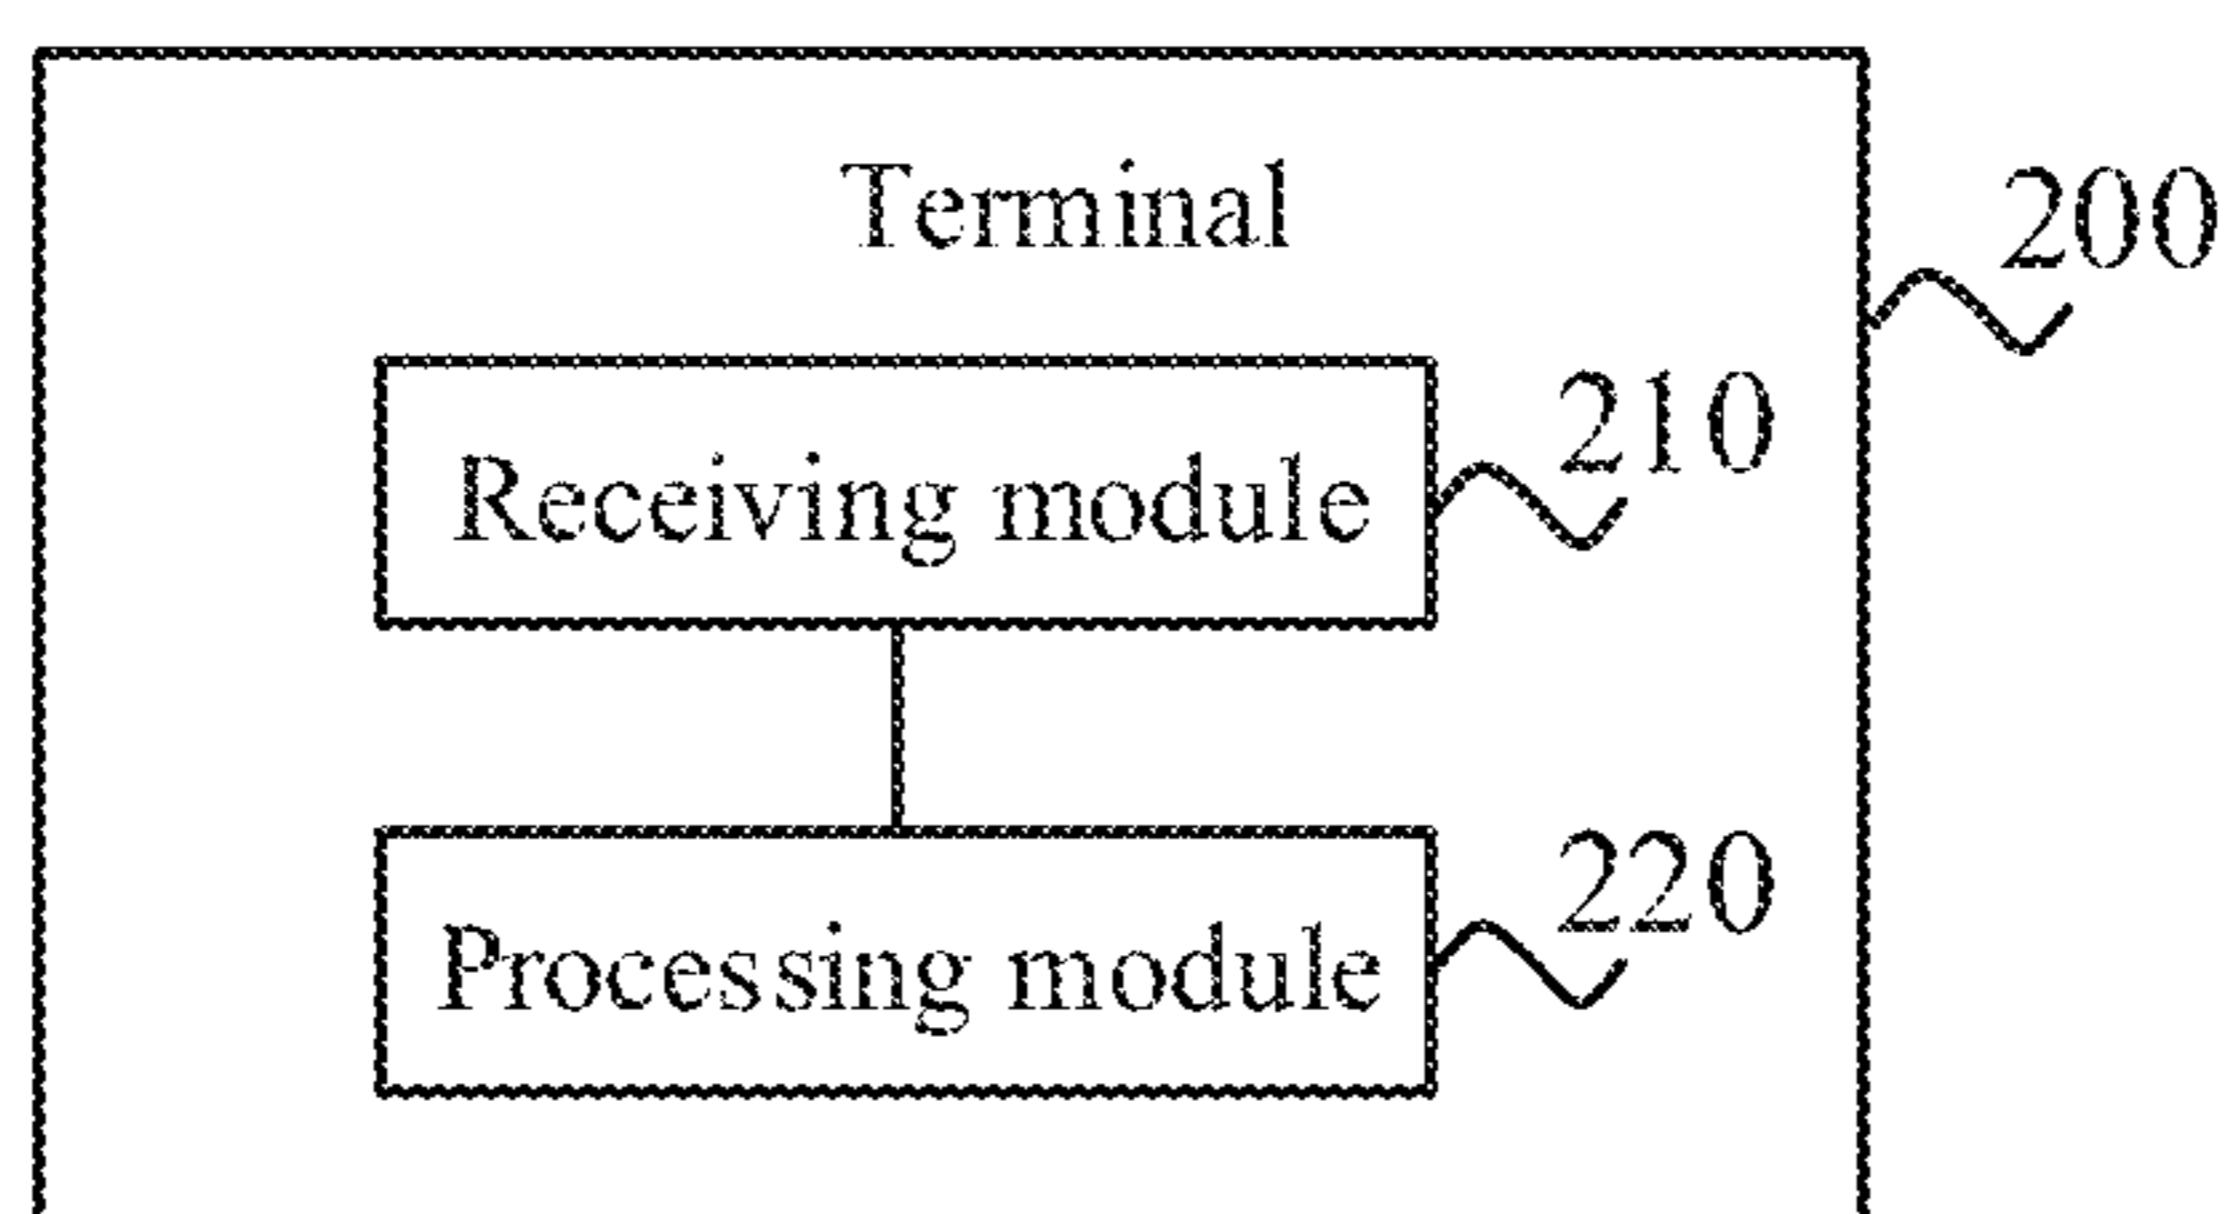 Terminal
200
Receiving module
210
Processing module
220